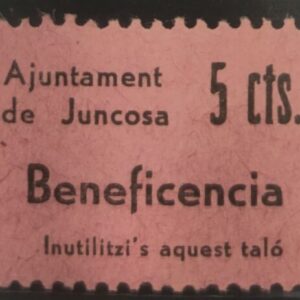 Ajuntament 5 cts.
de Juncosa
Beneficencia
Inutilitzi's aquest taló